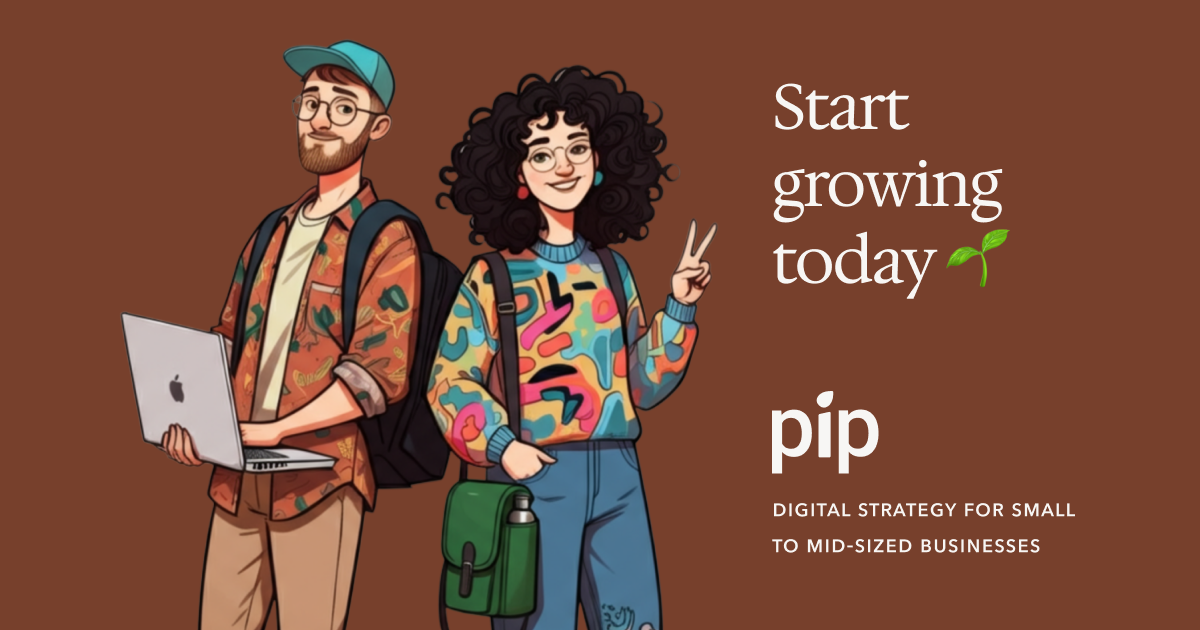 Start
growing
today
pip
DIGITAL STRATEGY FOR SMALL
TO MID-SIZED BUSINESSES